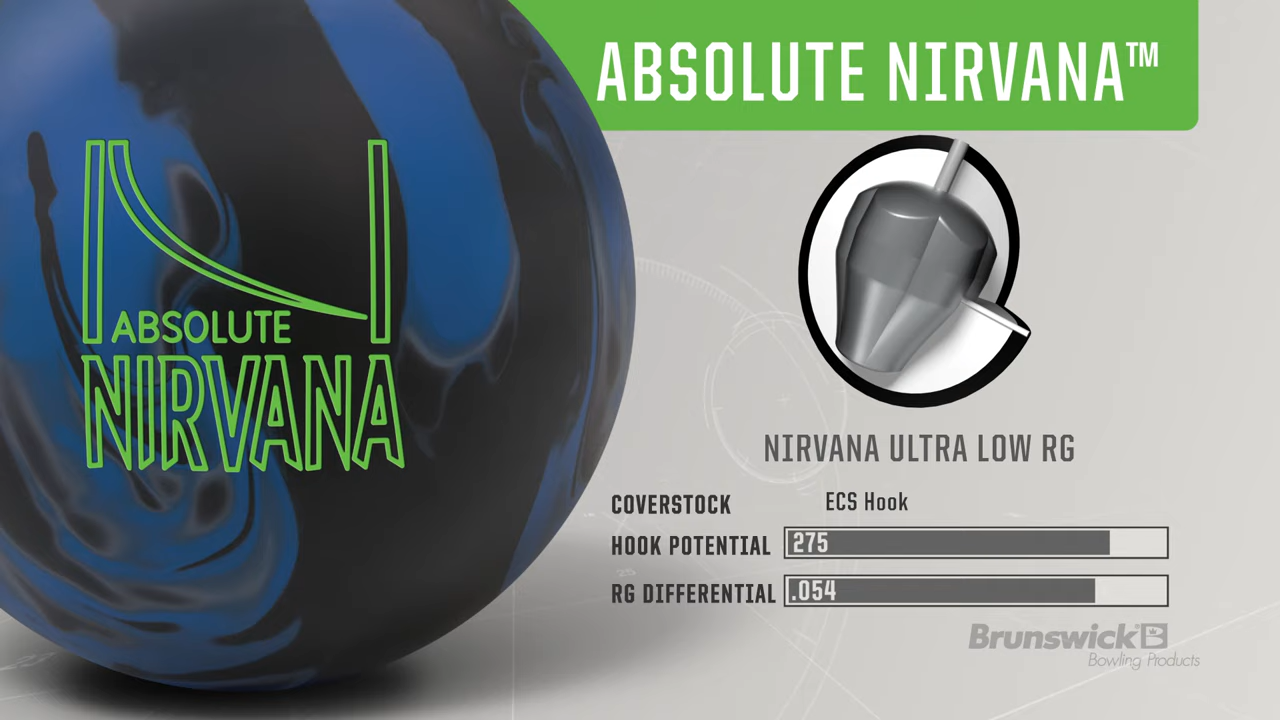 ABSOLUTE NIRVANA™
ABSOLUTE
NIRVANA
NIRVANA ULTRA LOW RG
COVERSTOCK ECS Hook
HOOK POTENTIAL 275
RG DIFFERENTIAL .054
Brunswick®
Bowling Products